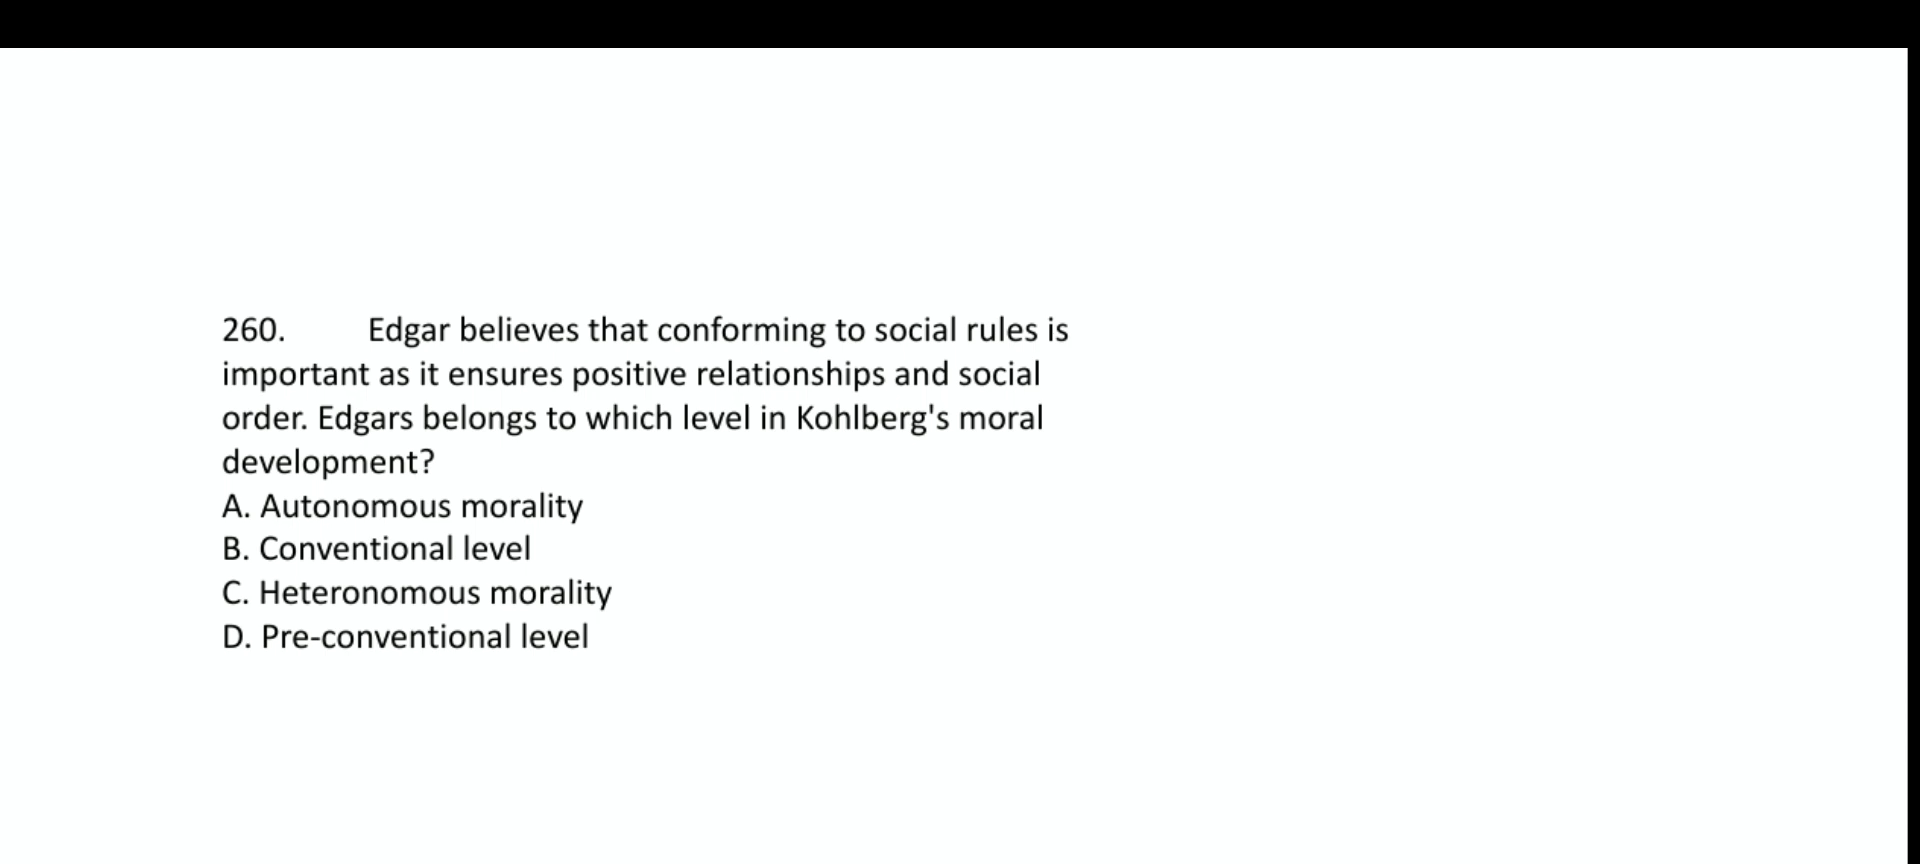 260. Edgar believes that conforming to social rules is
important as it ensures positive relationships and social
order. Edgars belongs to which level in Kohlberg's moral
development?
A. Autonomous morality
B. Conventional level
C. Heteronomous morality
D. Pre-conventional level